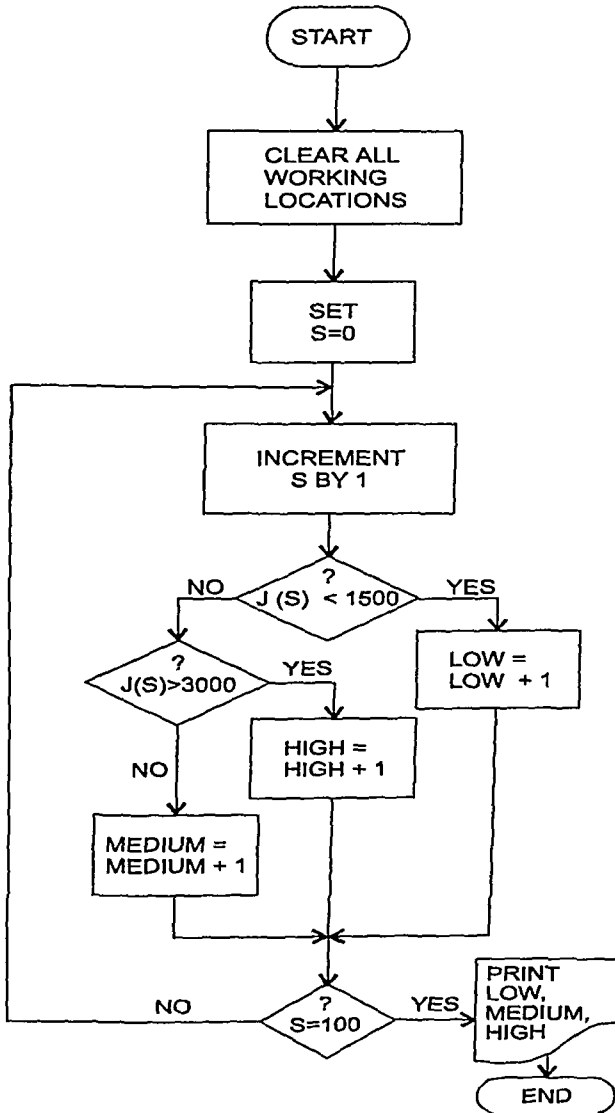 START
CLEAR ALL
WORKING
LOCATIONS
SET
S=0
INCREMENT
S BY 1
?
J (S) < 1500
NO
YES
?
J(S)>3000
YES
NO
LOW =
LOW + 1
HIGH =
HIGH + 1
MEDIUM =
MEDIUM + 1
?
S=100
NO
YES
PRINT
LOW,
MEDIUM,
HIGH
END